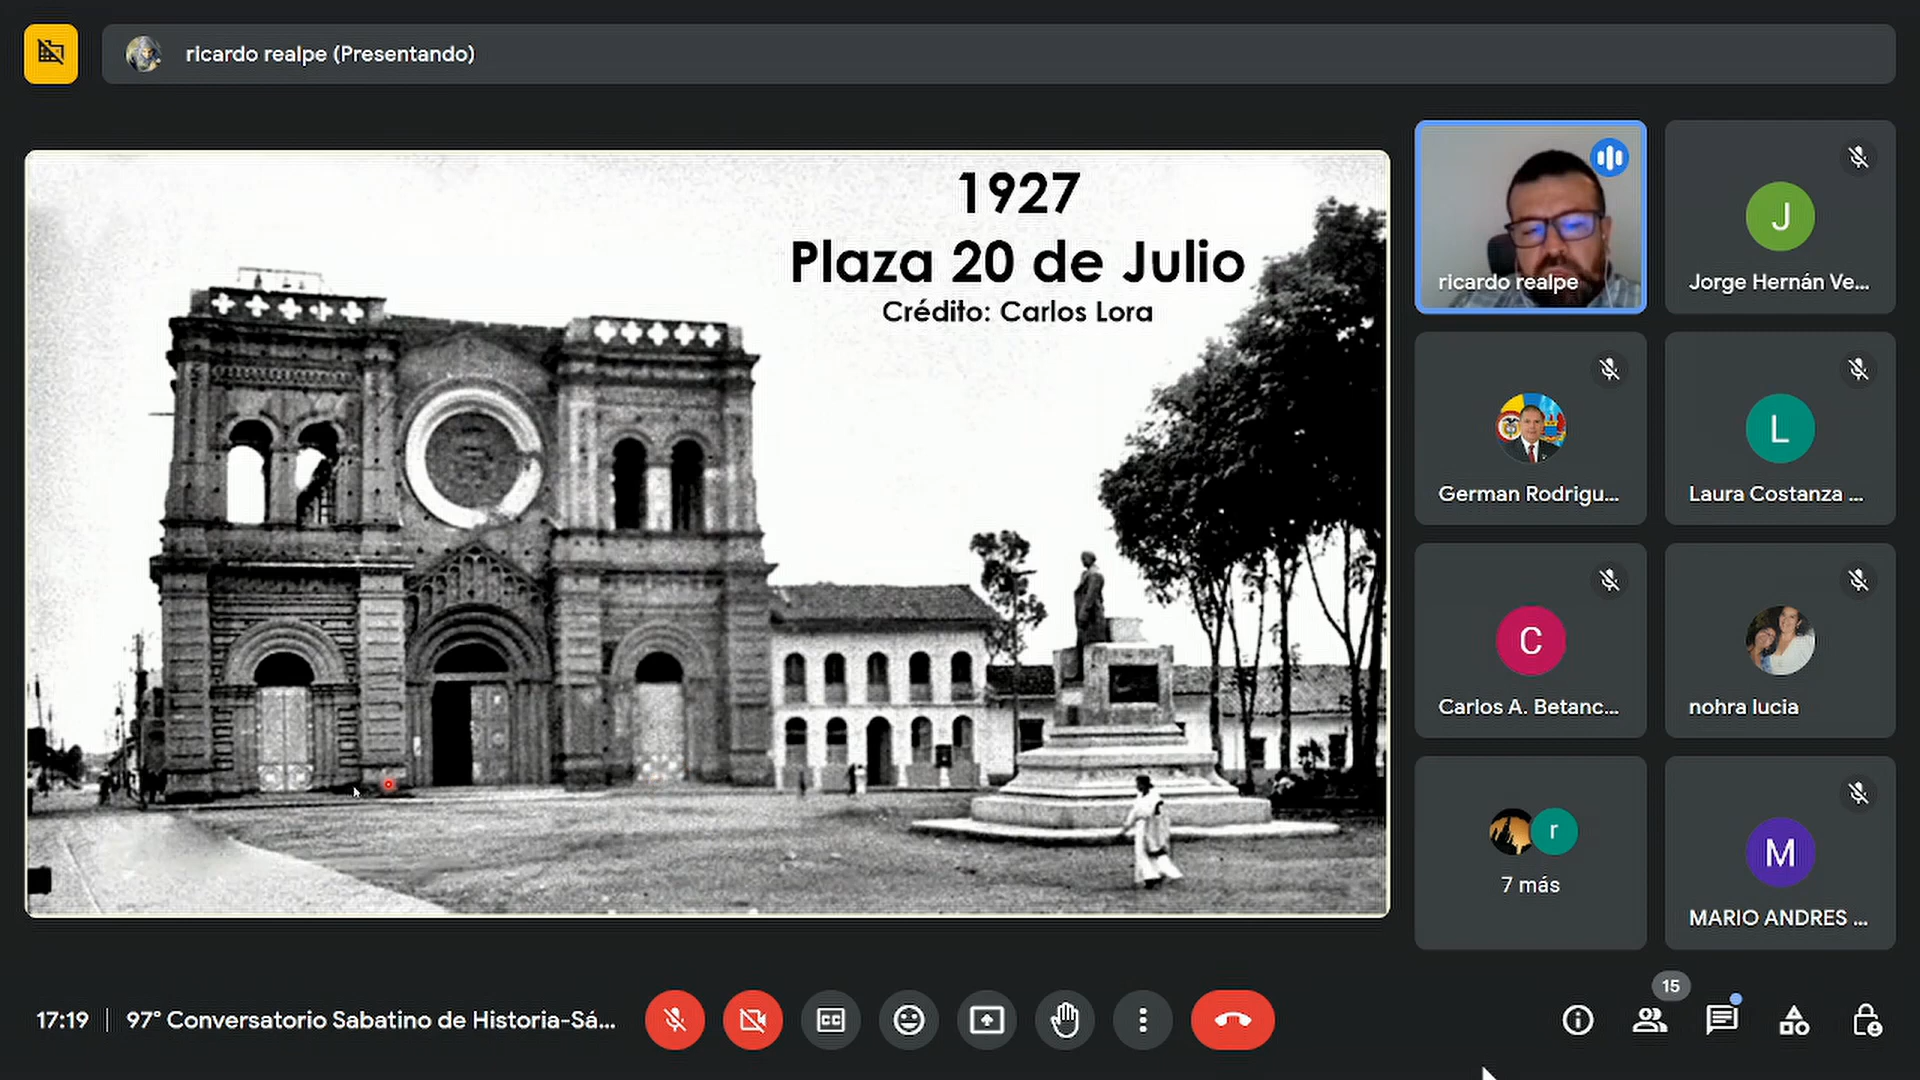 ricardo realpe (Presentando)
1927
Plaza 20 de Julio
Crédito: Carlos Lora
ricardo realpe
J
Jorge Hernán Ve...
German Rodrigu...
L
Laura Costanza ...
C
Carlos A. Betanc...
nohra lucia
r
7 más
M
MARIO ANDRES ...
17:19
97° Conversatorio Sabatino de Historia-Sá...
CC
15